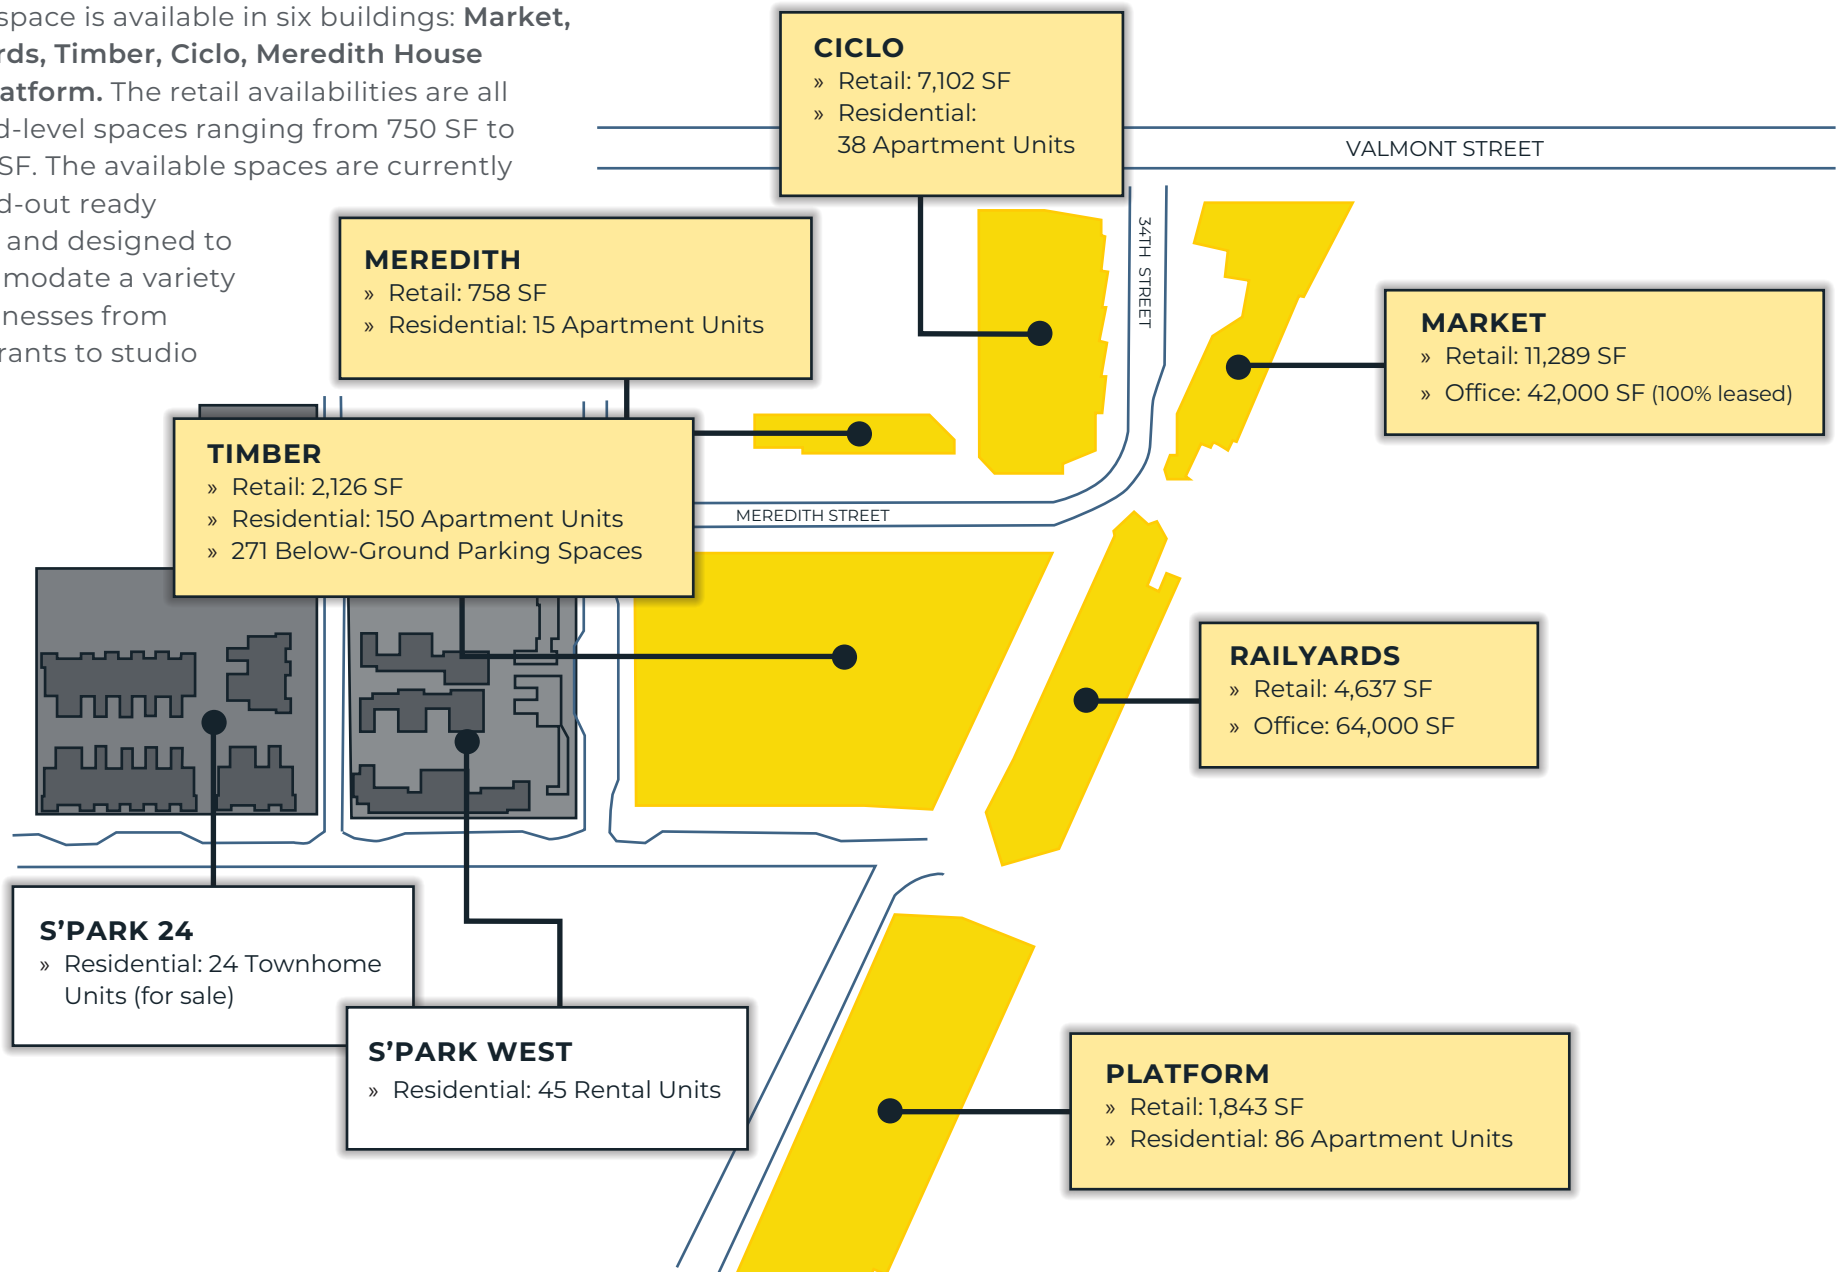 space is available in six buildings: Market,
rds, Timber, Ciclo, Meredith House
atform. The retail availabilities are all
d-level spaces ranging from 750 SF to
SF. The available spaces are currently
d-out ready
and designed to
modate a variety
nesses from
rants to studio
CICLO
» Retail: 7,102 SF
» Residential:
38 Apartment Units
VALMONT STREET
34TH STREET
MEREDITH
» Retail: 758 SF
» Residential: 15 Apartment Units
MARKET
» Retail: 11,289 SF
» Office: 42,000 SF (100% leased)
TIMBER
» Retail: 2,126 SF
» Residential: 150 Apartment Units
» 271 Below-Ground Parking Spaces
MEREDITH STREET
RAILYARDS
» Retail: 4,637 SF
» Office: 64,000 SF
S’PARK 24
» Residential: 24 Townhome
Units (for sale)
S’PARK WEST
» Residential: 45 Rental Units
PLATFORM
» Retail: 1,843 SF
» Residential: 86 Apartment Units